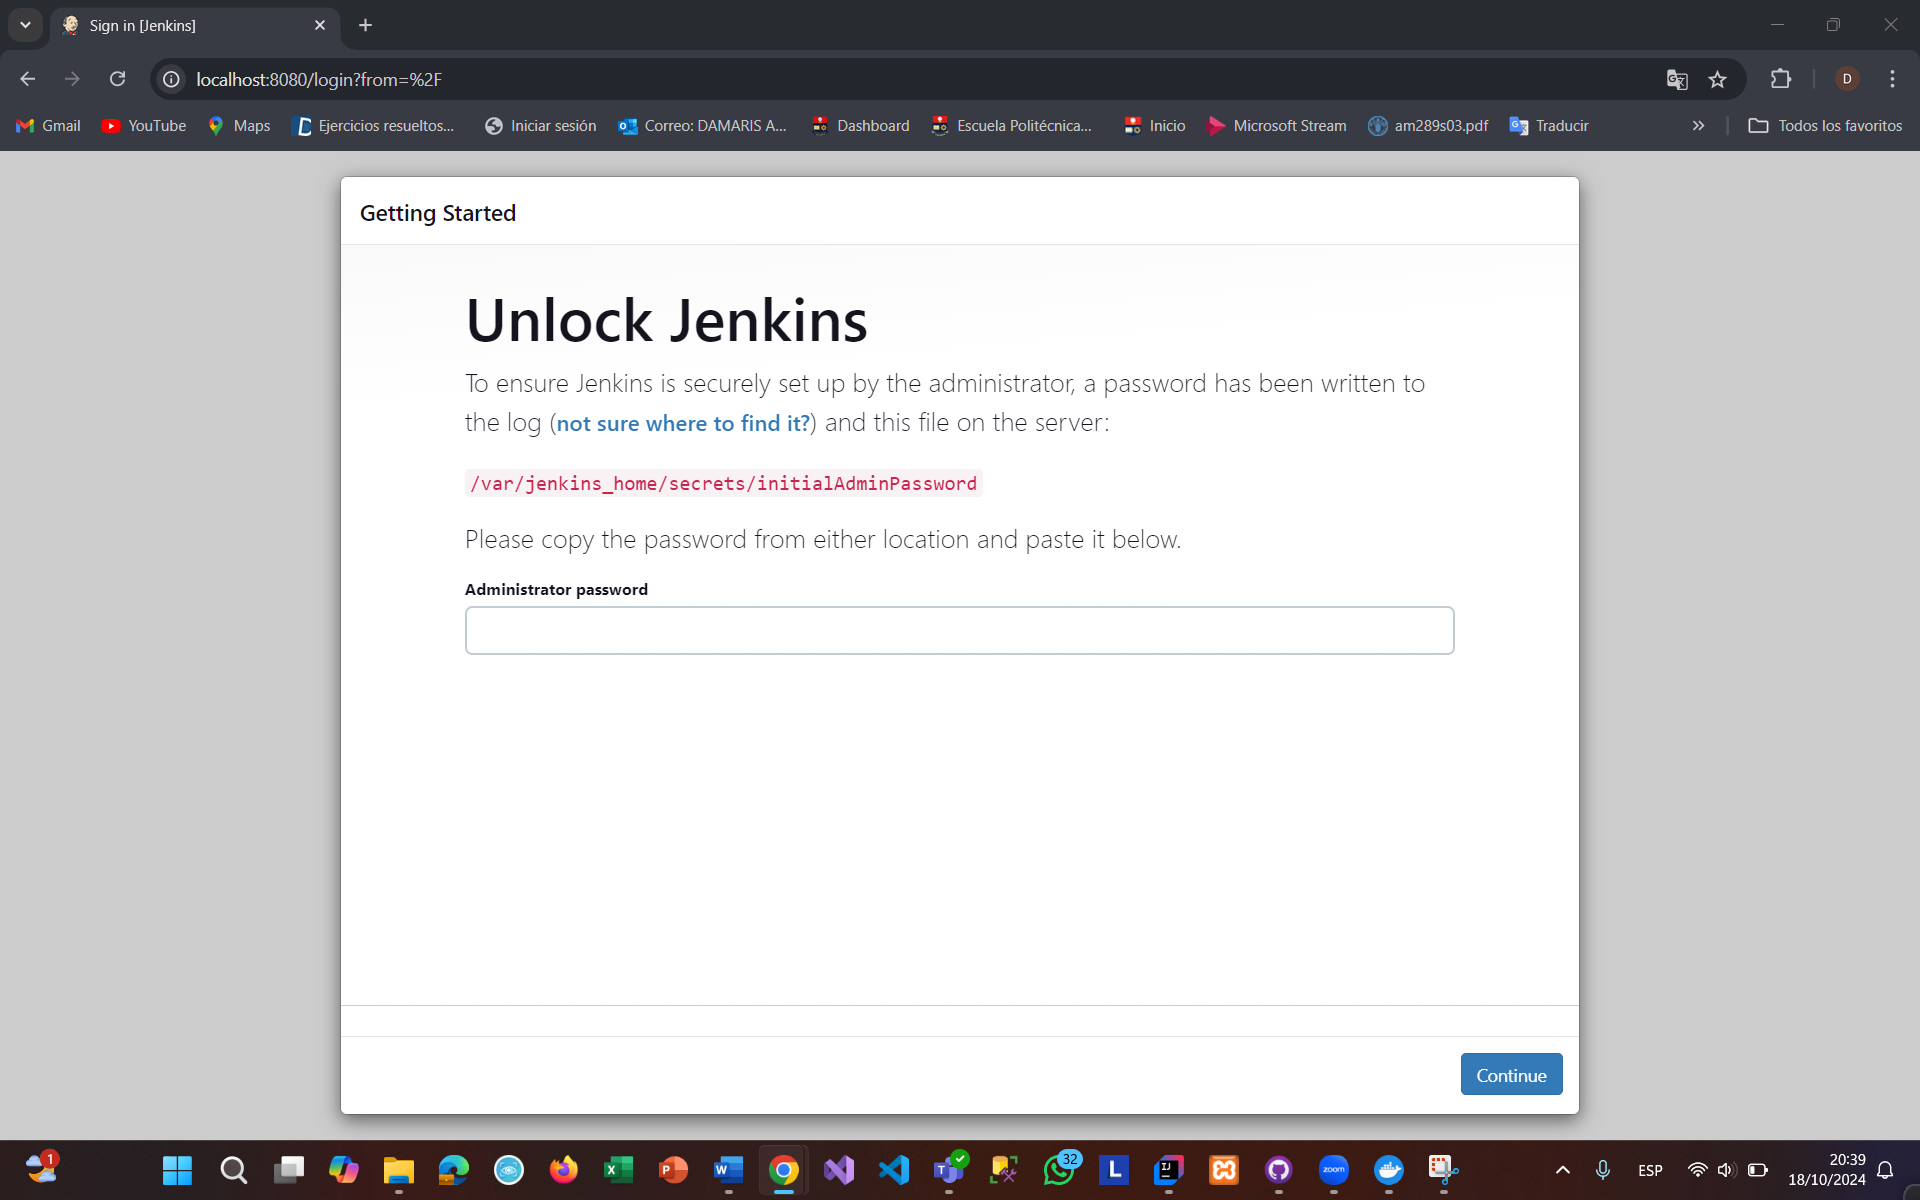 Sign in [Jenkins]
localhost:8080/login?from=%2F
D
Gmail
YouTube
Maps
Ejercicios resueltos...
Iniciar sesión
Correo: DAMARIS A...
Dashboard
Escuela Politécnica...
Inicio
Microsoft Stream
am289s03.pdf
Traducir
Todos los favoritos
Getting Started
Unlock Jenkins
To ensure Jenkins is securely set up by the administrator, a password has been written to
the log (not sure where to find it?) and this file on the server:
/var/jenkins_home/secrets/initialAdminPassword
Please copy the password from either location and paste it below.
Administrator password
Continue
1
32
L
zoom
ESP
20:39
18/10/2024